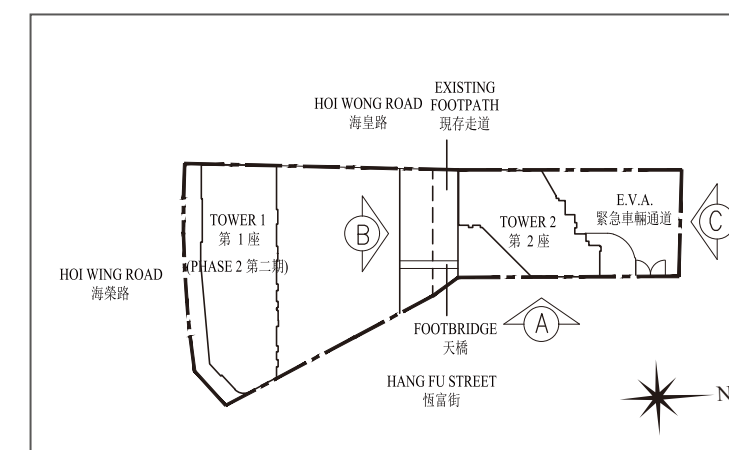 EXISTING
FOOTPATH
現存走道
HOI WONG ROAD
海皇路
TOWER 1
第 1 座
(PHASE 2 第二期)
HOI WING ROAD
海榮路
B
TOWER 2
第 2 座
E.V.A.
緊急車輛通道
C
A
FOOTBRIDGE
天橋
HANG FU STREET
恆富街
N